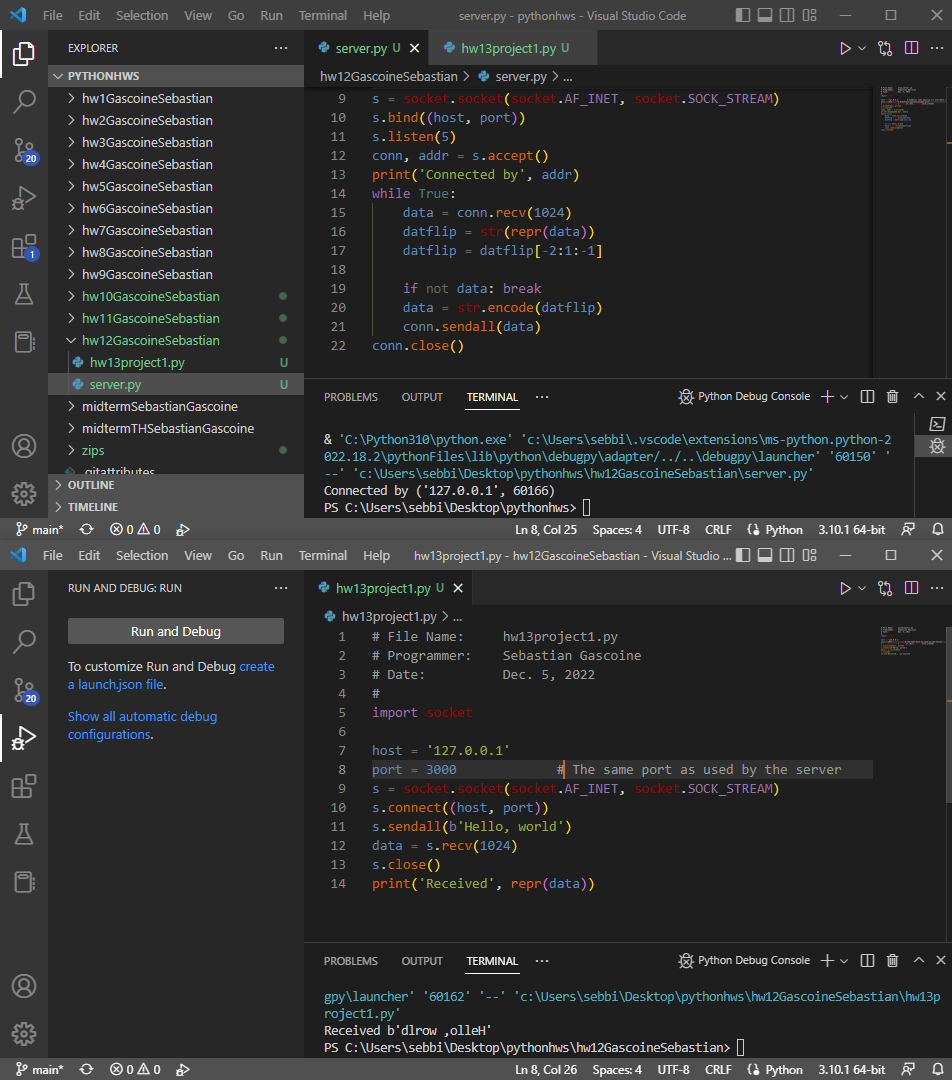 File Edit Selection View Go Run Terminal Help server.py - pythonhws - Visual Studio Code
EXPLORER ...
PYTHONHWS
hw1GascoineSebastian
hw2GascoineSebastian
hw3GascoineSebastian
hw4GascoineSebastian
hw5GascoineSebastian
hw6GascoineSebastian
hw7GascoineSebastian
hw8GascoineSebastian
hw9GascoineSebastian
hw10GascoineSebastian
hw11GascoineSebastian
hw12GascoineSebastian
hw13project1.py U
server.py U
midtermSebastianGascoine
midtermTHSebastianGascoine
zips
.gitattributes
OUTLINE
TIMELINE
20
1
server.py U hw13project1.py U
hw12GascoineSebastian > server.py > ...
9 s = socket.socket(socket.AF_INET, socket.SOCK_STREAM)
10 s.bind((host, port))
11 s.listen(5)
12 conn, addr = s.accept()
13 print('Connected by', addr)
14 while True:
15 data = conn.recv(1024)
16 datflip = str(repr(data))
17 datflip = datflip[-2:1:-1]
18
19 if not data: break
20 data = str.encode(datflip)
21 conn.sendall(data)
22 conn.close()
PROBLEMS OUTPUT TERMINAL ... Python Debug Console
& 'C:\Python310\python.exe' 'c:\Users\sebbi\.vscode\extensions\ms-python.python-2
022.18.2\pythonFiles\lib\python\debugpy\adapter/../..\debugpy\launcher' '60150' '
--' 'c:\Users\sebbi\Desktop\pythonhws\hw12GascoineSebastian\server.py'
Connected by ('127.0.0.1', 60166)
PS C:\Users\sebbi\Desktop\pythonhws>
main* 0 0 Ln 8, Col 25 Spaces: 4 UTF-8 CRLF Python 3.10.1 64-bit
File Edit Selection View Go Run Terminal Help hw13project1.py - hw12GascoineSebastian - Visual Studio ...
RUN AND DEBUG: RUN ...
Run and Debug
To customize Run and Debug create
a launch.json file.
Show all automatic debug
configurations.
20
hw13project1.py U
hw13project1.py > ...
1 # File Name: hw13project1.py
2 # Programmer: Sebastian Gascoine
3 # Date: Dec. 5, 2022
4 #
5 import socket
6
7 host = '127.0.0.1'
8 port = 3000 # The same port as used by the server
9 s = socket.socket(socket.AF_INET, socket.SOCK_STREAM)
10 s.connect((host, port))
11 s.sendall(b'Hello, world')
12 data = s.recv(1024)
13 s.close()
14 print('Received', repr(data))
PROBLEMS OUTPUT TERMINAL ... Python Debug Console
gpy\launcher' '60162' '--' 'c:\Users\sebbi\Desktop\pythonhws\hw12GascoineSebastian\hw13p
roject1.py'
Received b'dlrow ,olleH'
PS C:\Users\sebbi\Desktop\pythonhws\hw12GascoineSebastian>
main* 0 0 Ln 8, Col 26 Spaces: 4 UTF-8 CRLF Python 3.10.1 64-bit